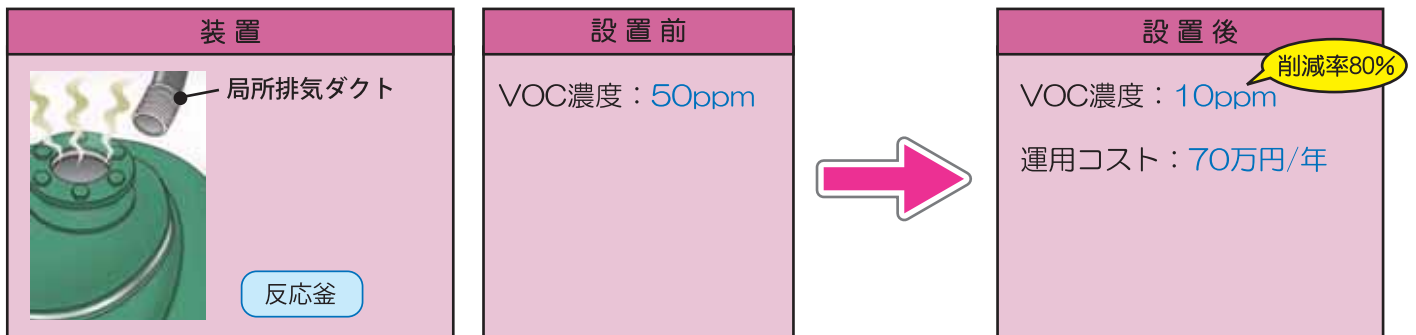 装置
局所排気ダクト
反応釜
設置前
VOC濃度：50ppm
設置後
削減率80%
VOC濃度：10ppm
運用コスト：70万円/年